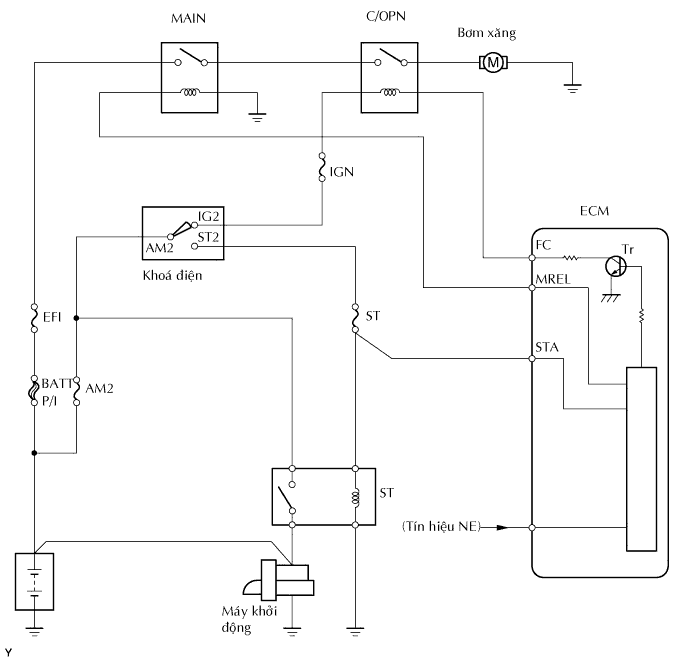 MAIN
C/OPN
Bơm xăng
M
IGN
IG2
AM2
ST2
Khoá điện
ECM
FC
Tr
MREL
EFI
ST
STA
BATT
P/I
AM2
ST
(Tín hiệu NE)
Máy khởi
động
Y